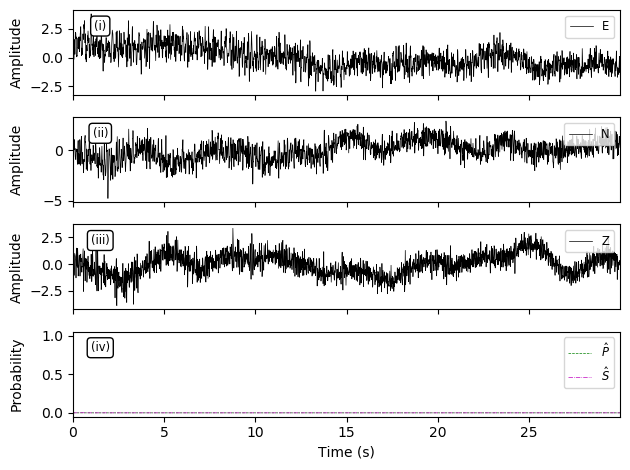 Amplitude
2.5
0.0
−2.5
(i)
E
Amplitude
0
−5
(ii)
N
Amplitude
2.5
0.0
−2.5
(iii)
Z
Probability
1.0
0.5
0.0
(iv)
P̂
Ŝ
0 5 10 15 20 25
Time (s)